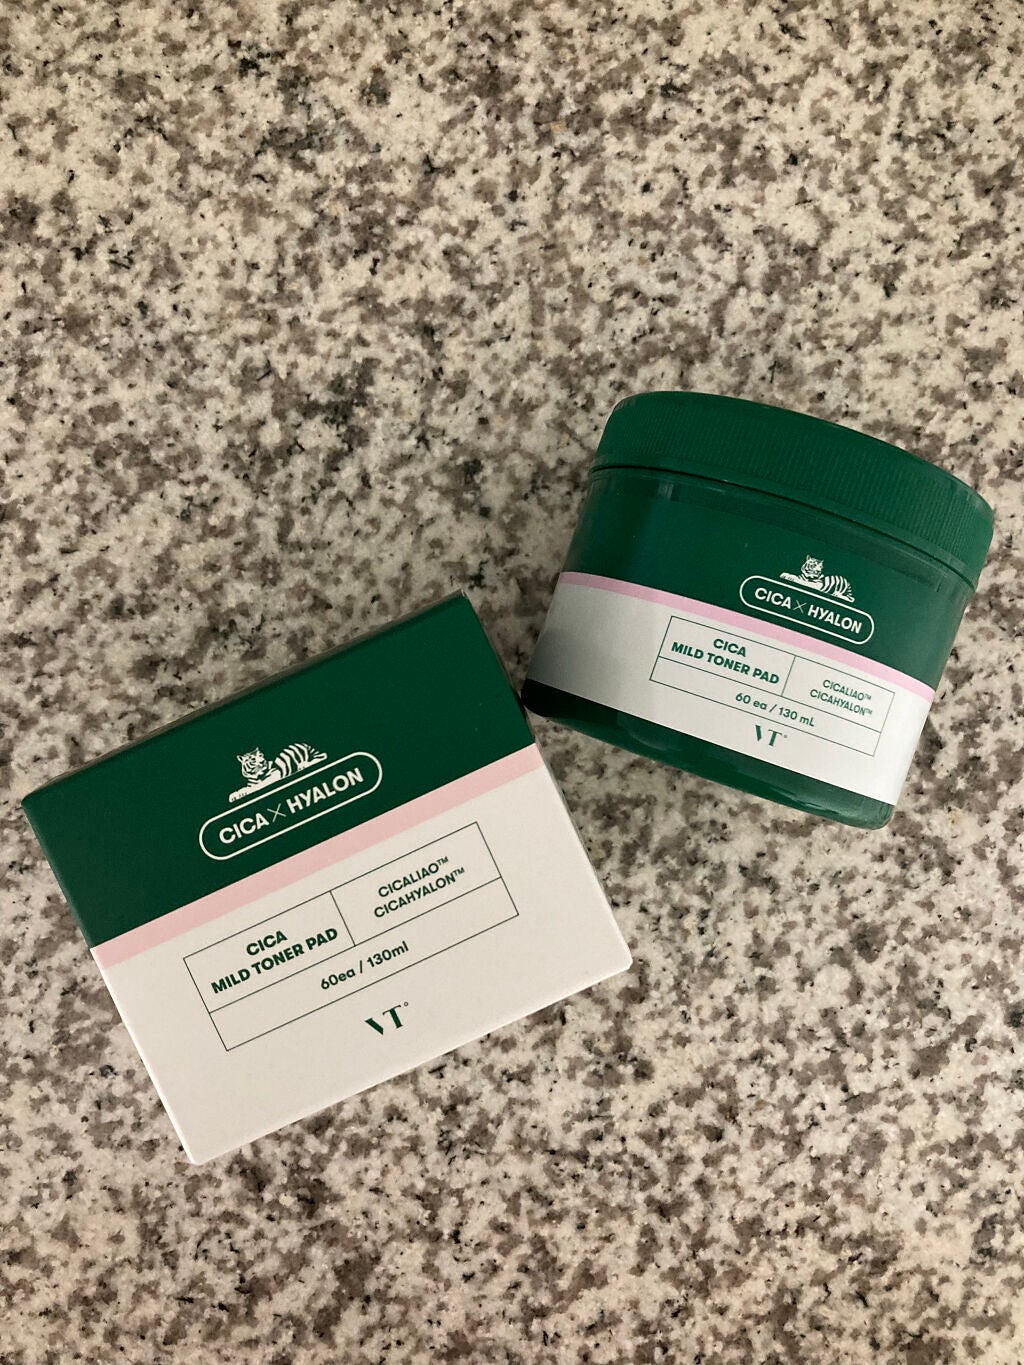 CICA X HYALON
CICA
MILD TONER PAD
CICALIAO™
CICAHYALON™
60ea / 130ml
VT®
CICA X HYALON
CICA
MILD TONER PAD
CICALIAO™
CICAHYALON™
60 ea / 130 mL
VT®